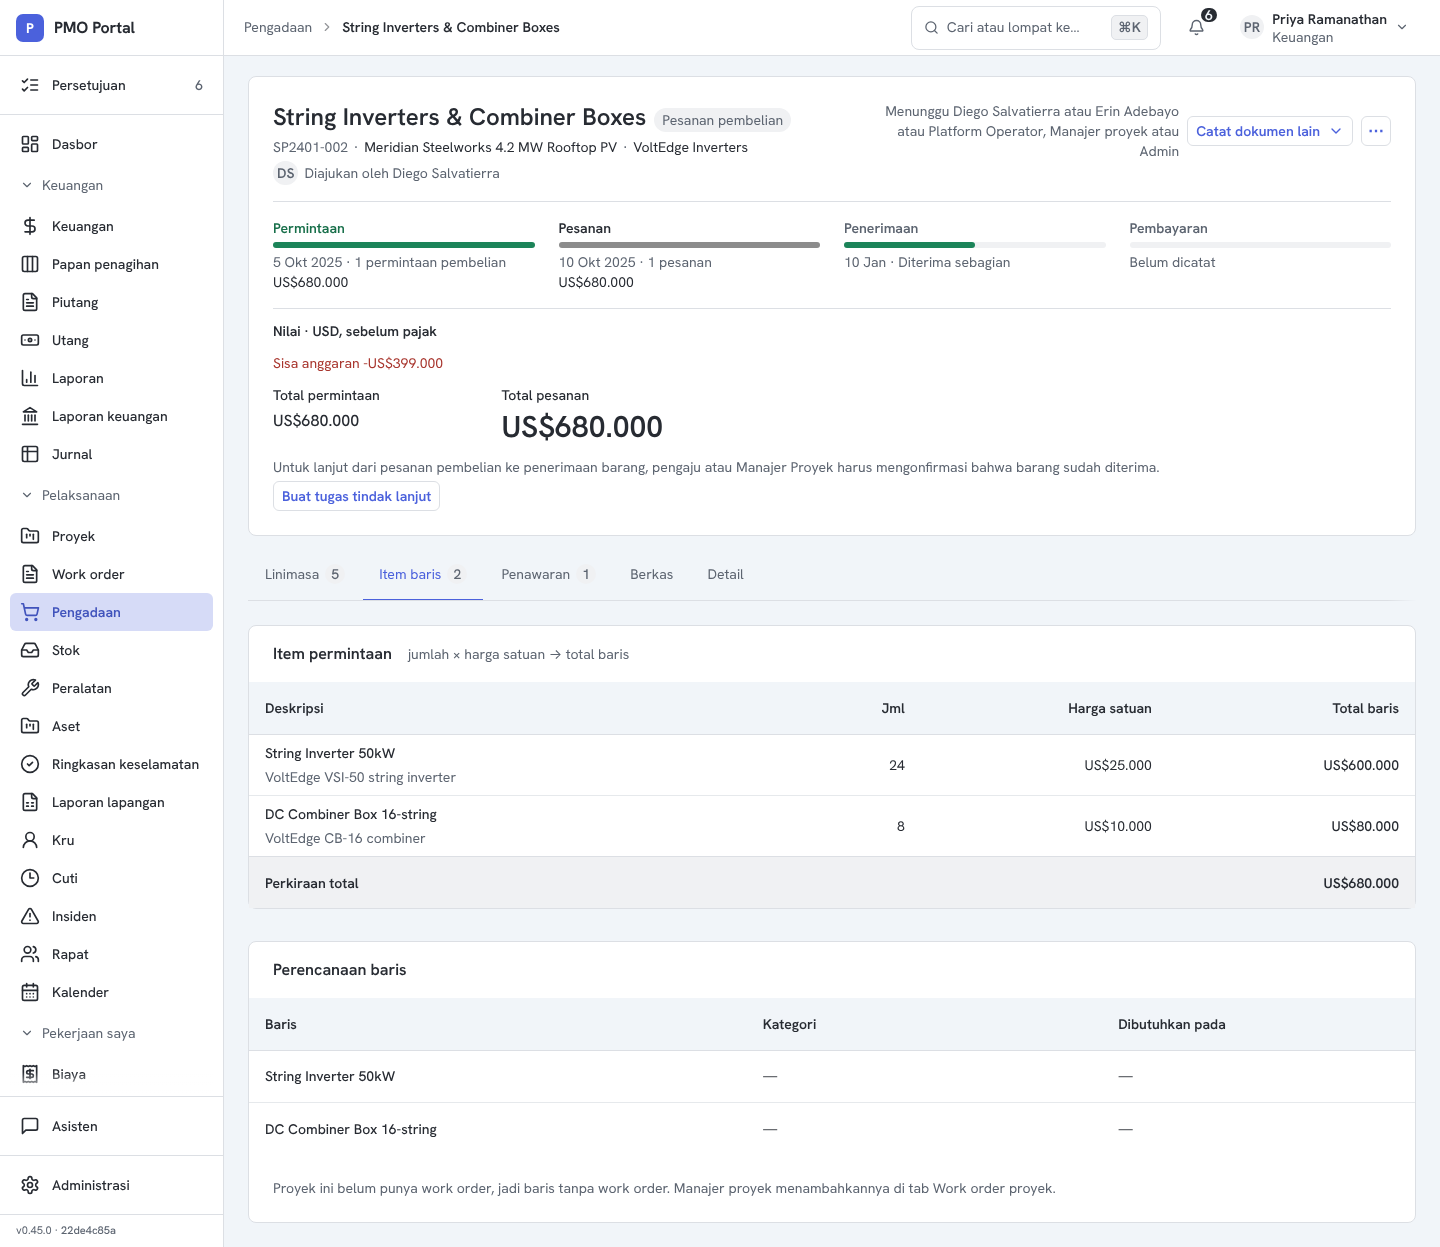 P PMO Portal
Pengadaan > String Inverters & Combiner Boxes
Cari atau lompat ke... ⌘K
6
PR Priya Ramanathan
Keuangan
Persetujuan 6
Dasbor
Keuangan
Keuangan
Papan penagihan
Piutang
Utang
Laporan
Laporan keuangan
Jurnal
Pelaksanaan
Proyek
Work order
Pengadaan
Stok
Peralatan
Aset
Ringkasan keselamatan
Laporan lapangan
Kru
Cuti
Insiden
Rapat
Kalender
Pekerjaan saya
Biaya
Asisten
Administrasi
v0.45.0 · 22de4c85a
String Inverters & Combiner Boxes Pesanan pembelian
SP2401-002 · Meridian Steelworks 4.2 MW Rooftop PV · VoltEdge Inverters
DS Diajukan oleh Diego Salvatierra
Menunggu Diego Salvatierra atau Erin Adebayo
atau Platform Operator, Manajer proyek atau
Admin
Catat dokumen lain
Permintaan
5 Okt 2025 · 1 permintaan pembelian
US$680.000
Pesanan
10 Okt 2025 · 1 pesanan
US$680.000
Penerimaan
10 Jan · Diterima sebagian
Pembayaran
Belum dicatat
Nilai · USD, sebelum pajak
Sisa anggaran -US$399.000
Total permintaan
US$680.000
Total pesanan
US$680.000
Untuk lanjut dari pesanan pembelian ke penerimaan barang, pengaju atau Manajer Proyek harus mengonfirmasi bahwa barang sudah diterima.
Buat tugas tindak lanjut
Linimasa 5 Item baris 2 Penawaran 1 Berkas Detail
Item permintaan jumlah × harga satuan → total baris
Deskripsi Jml Harga satuan Total baris
String Inverter 50kW
VoltEdge VSI-50 string inverter
24 US$25.000 US$600.000
DC Combiner Box 16-string
VoltEdge CB-16 combiner
8 US$10.000 US$80.000
Perkiraan total US$680.000
Perencanaan baris
Baris Kategori Dibutuhkan pada
String Inverter 50kW — —
DC Combiner Box 16-string — —
Proyek ini belum punya work order, jadi baris tanpa work order. Manajer proyek menambahkannya di tab Work order proyek.